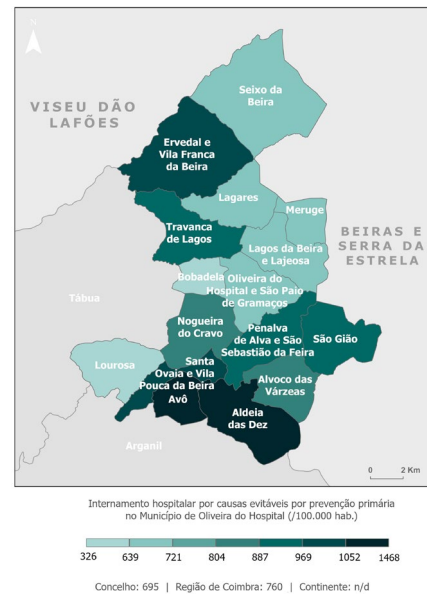 N
Seixo da
Beira
VISEU DÃO
LAFÕES
Ervedal e
Vila Franca
da Beira
Lagares
Meruge
Travanca
de Lagos
BEIRAS E
SERRA DA
ESTRELA
Lagos da Beira
e Lajeosa
Bobadela
Oliveira do
Hospital e São Paio
de Gramaços
Tábua
Nogueira
do Cravo
Penalva
de Alva e São
Sebastião da Feira
São Gião
Lourosa
Santa
Ovaia e Vila
Pouca da Beira
Alvoco das
Várzeas
Avô
Aldeia
das Dez
Arganil
0 2 Km
Internamento hospitalar por causas evitáveis por prevenção primária
no Município de Oliveira do Hospital (/100.000 hab.)
326 639 721 804 887 969 1052 1468
Concelho: 695 | Região de Coimbra: 760 | Continente: n/d